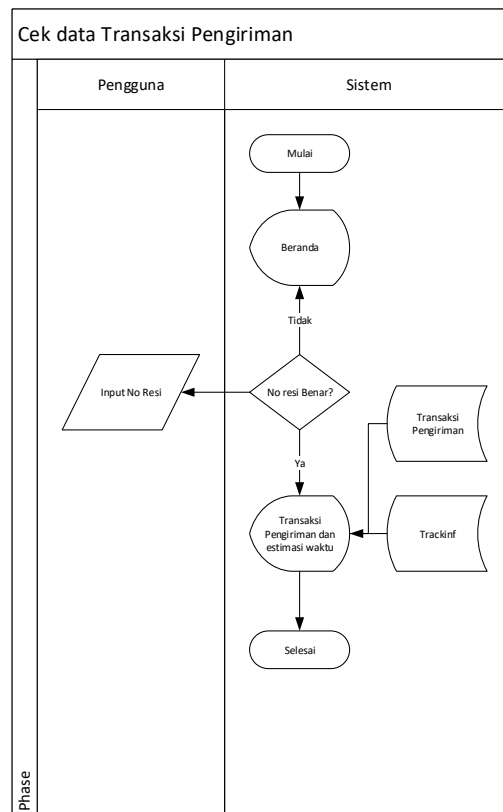 Cek data Transaksi Pengiriman
Pengguna
Sistem
Mulai
Beranda
Tidak
Input No Resi
No resi Benar?
Transaksi
Pengiriman
Ya
Transaksi
Pengiriman dan
estimasi waktu
Trackinf
Selesai
Phase